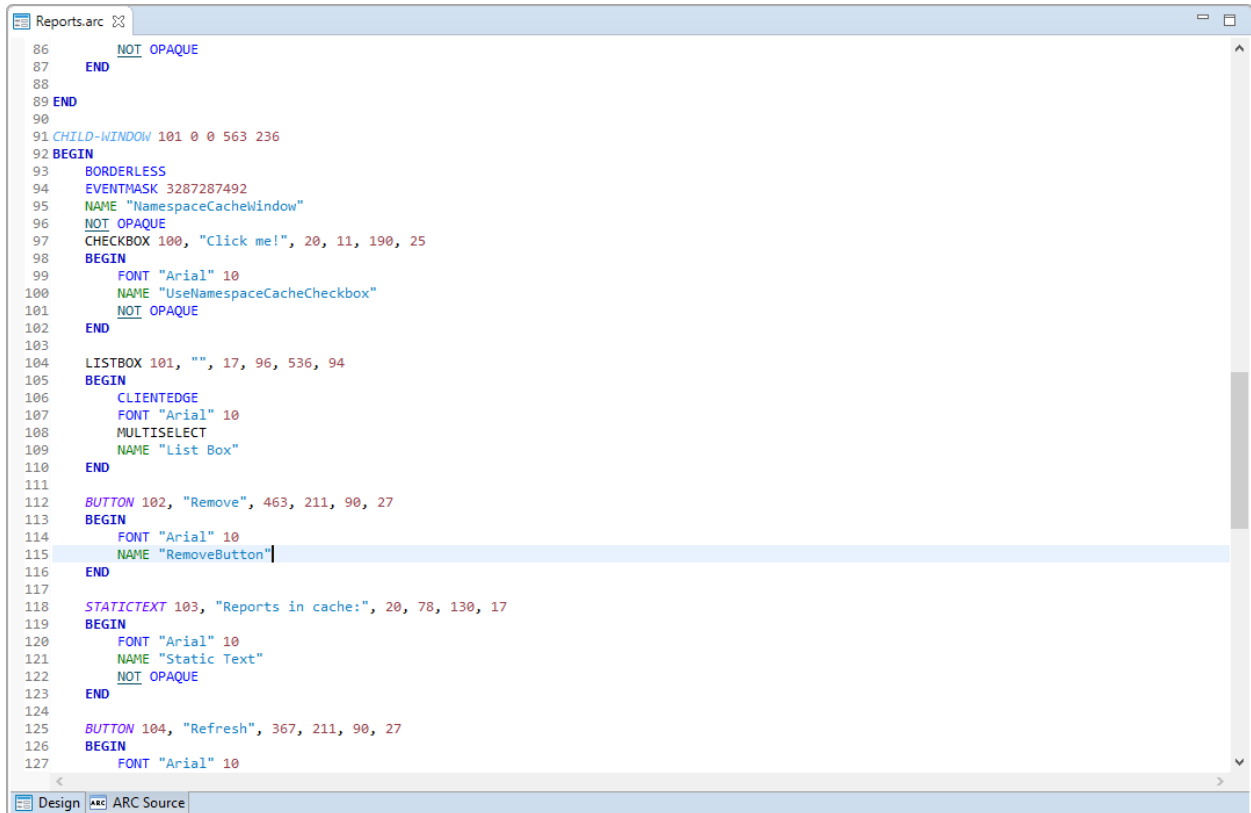 Reports.arc
86 NOT OPAQUE
87 END
88
89 END
90
91 CHILD-WINDOW 101 0 0 563 236
92 BEGIN
93 BORDERLESS
94 EVENTMASK 3287287492
95 NAME "NamespaceCacheWindow"
96 NOT OPAQUE
97 CHECKBOX 100, "Click me!", 20, 11, 190, 25
98 BEGIN
99 FONT "Arial" 10
100 NAME "UseNamespaceCacheCheckbox"
101 NOT OPAQUE
102 END
103
104 LISTBOX 101, "", 17, 96, 536, 94
105 BEGIN
106 CLIENTEDGE
107 FONT "Arial" 10
108 MULTISELECT
109 NAME "List Box"
110 END
111
112 BUTTON 102, "Remove", 463, 211, 90, 27
113 BEGIN
114 FONT "Arial" 10
115 NAME "RemoveButton"
116 END
117
118 STATICTEXT 103, "Reports in cache:", 20, 78, 130, 17
119 BEGIN
120 FONT "Arial" 10
121 NAME "Static Text"
122 NOT OPAQUE
123 END
124
125 BUTTON 104, "Refresh", 367, 211, 90, 27
126 BEGIN
127 FONT "Arial" 10
Design ARC ARC Source